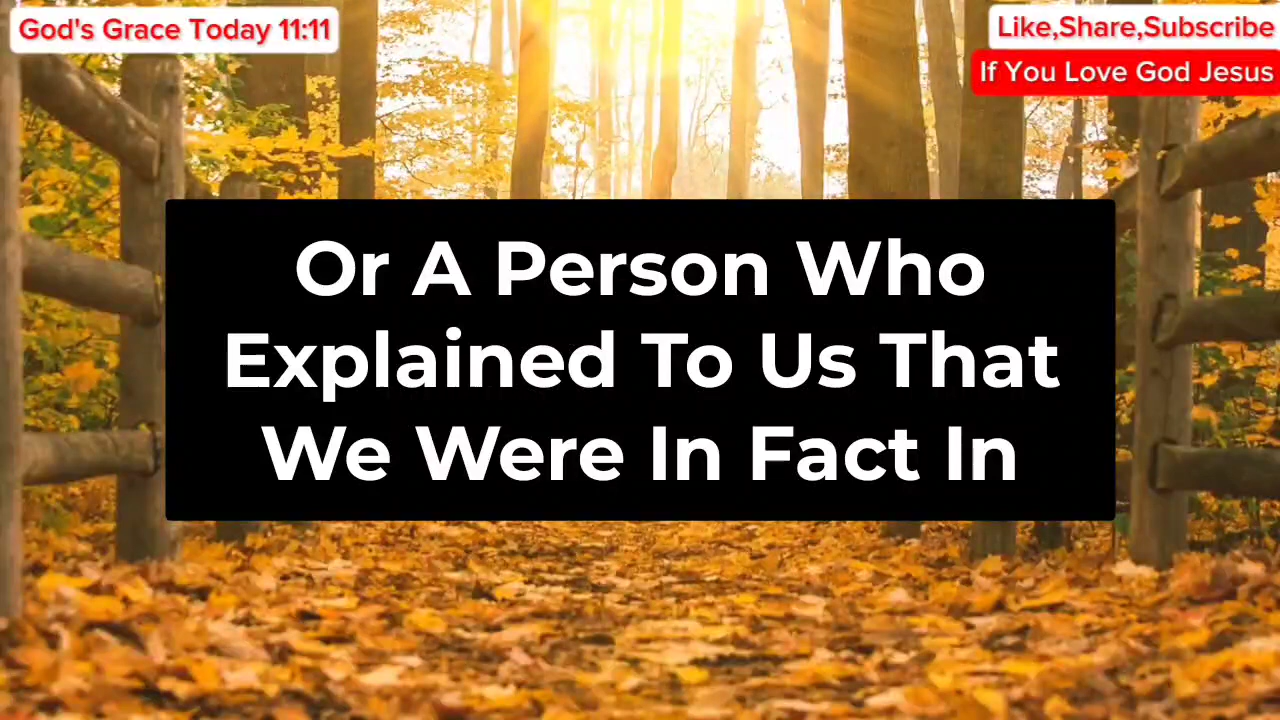 God's Grace Today 11:11
Like,Share,Subscribe
If You Love God Jesus
Or A Person Who
Explained To Us That
We Were In Fact In